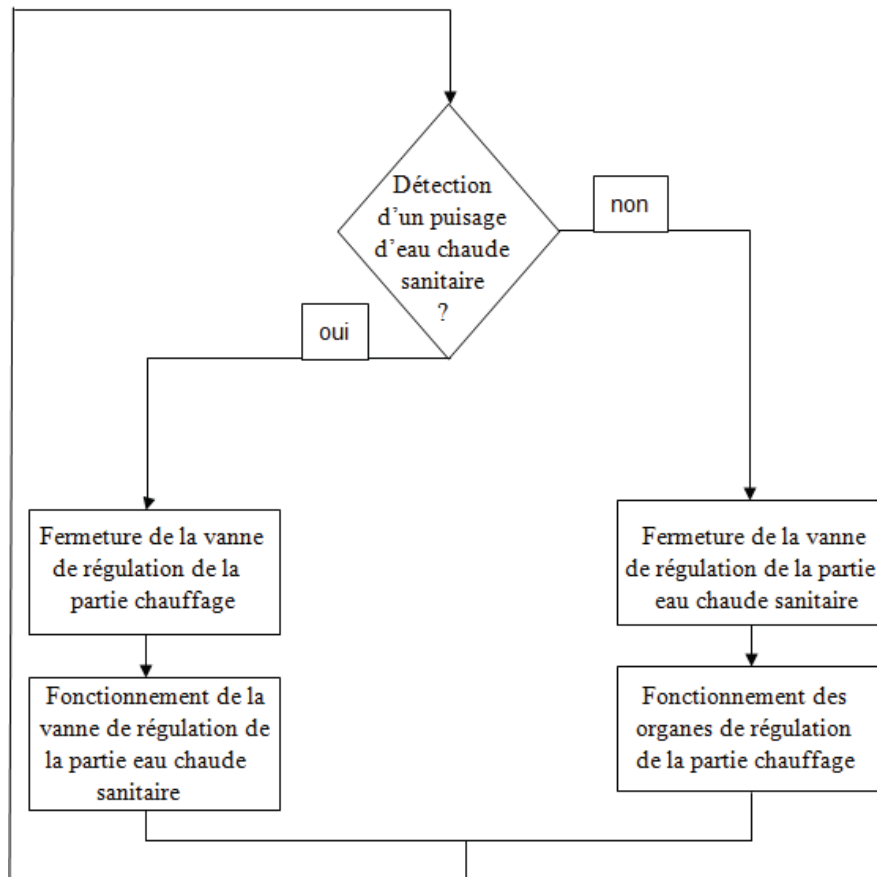 Détection
d'un puisage
d'eau chaude
sanitaire
?
non
oui
Fermeture de la vanne
de régulation de la
partie chauffage
Fermeture de la vanne
de régulation de la partie
eau chaude sanitaire
Fonctionnement de la
vanne de régulation de
la partie eau chaude
sanitaire
Fonctionnement des
organes de régulation
de la partie chauffage